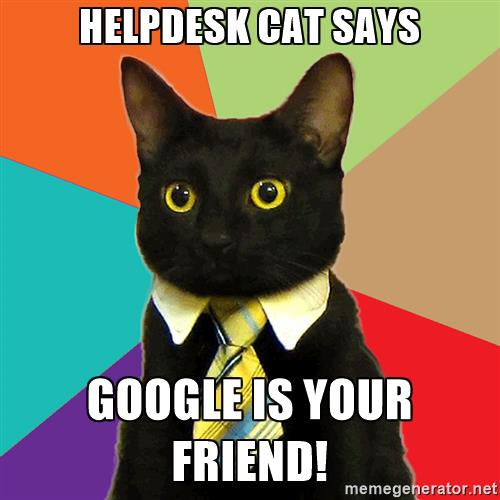 HELPDESK CAT SAYS
GOOGLE IS YOUR
FRIEND!
memegenerator.net